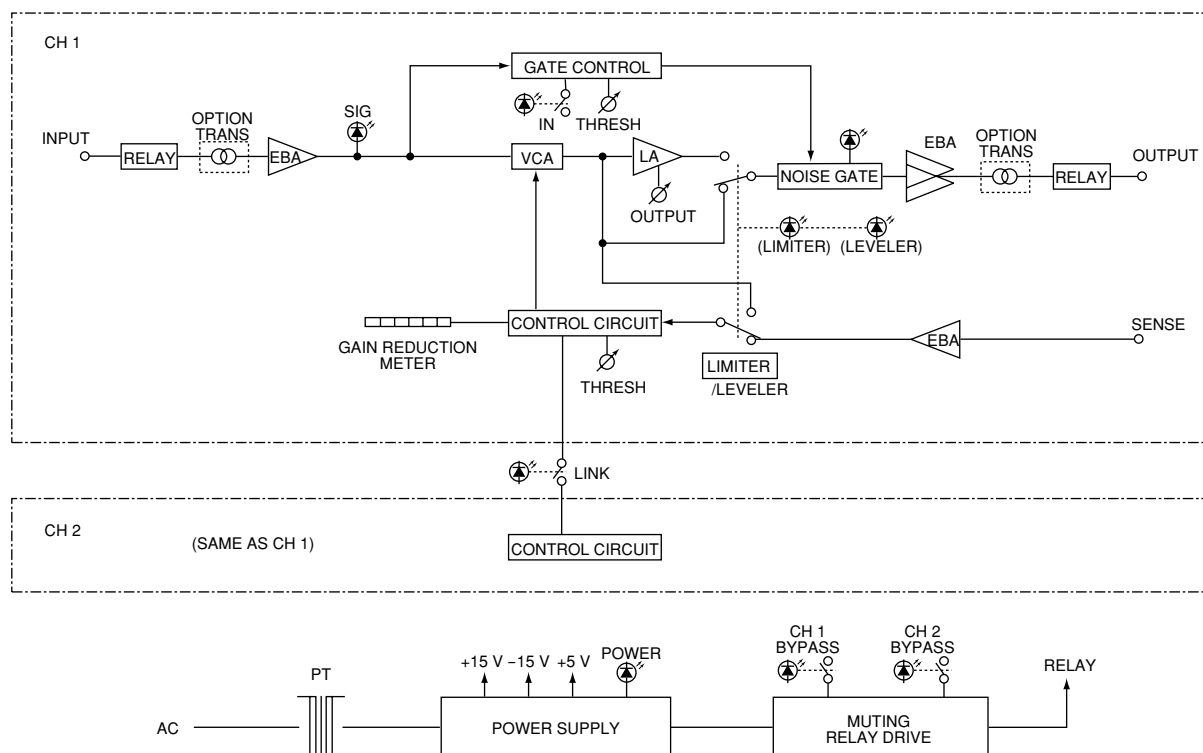 CH 1
GATE CONTROL
SIG
OPTION
TRANS
IN
THRESH
INPUT
RELAY
EBA
VCA
LA
NOISE GATE
EBA
OPTION
TRANS
RELAY
OUTPUT
OUTPUT
(LIMITER)
(LEVELER)
CONTROL CIRCUIT
GAIN REDUCTION
METER
THRESH
LIMITER
/LEVELER
EBA
SENSE
LINK
CH 2
(SAME AS CH 1)
CONTROL CIRCUIT
+15 V
−15 V
+5 V
POWER
CH 1
BYPASS
CH 2
BYPASS
RELAY
PT
AC
POWER SUPPLY
MUTING
RELAY DRIVE